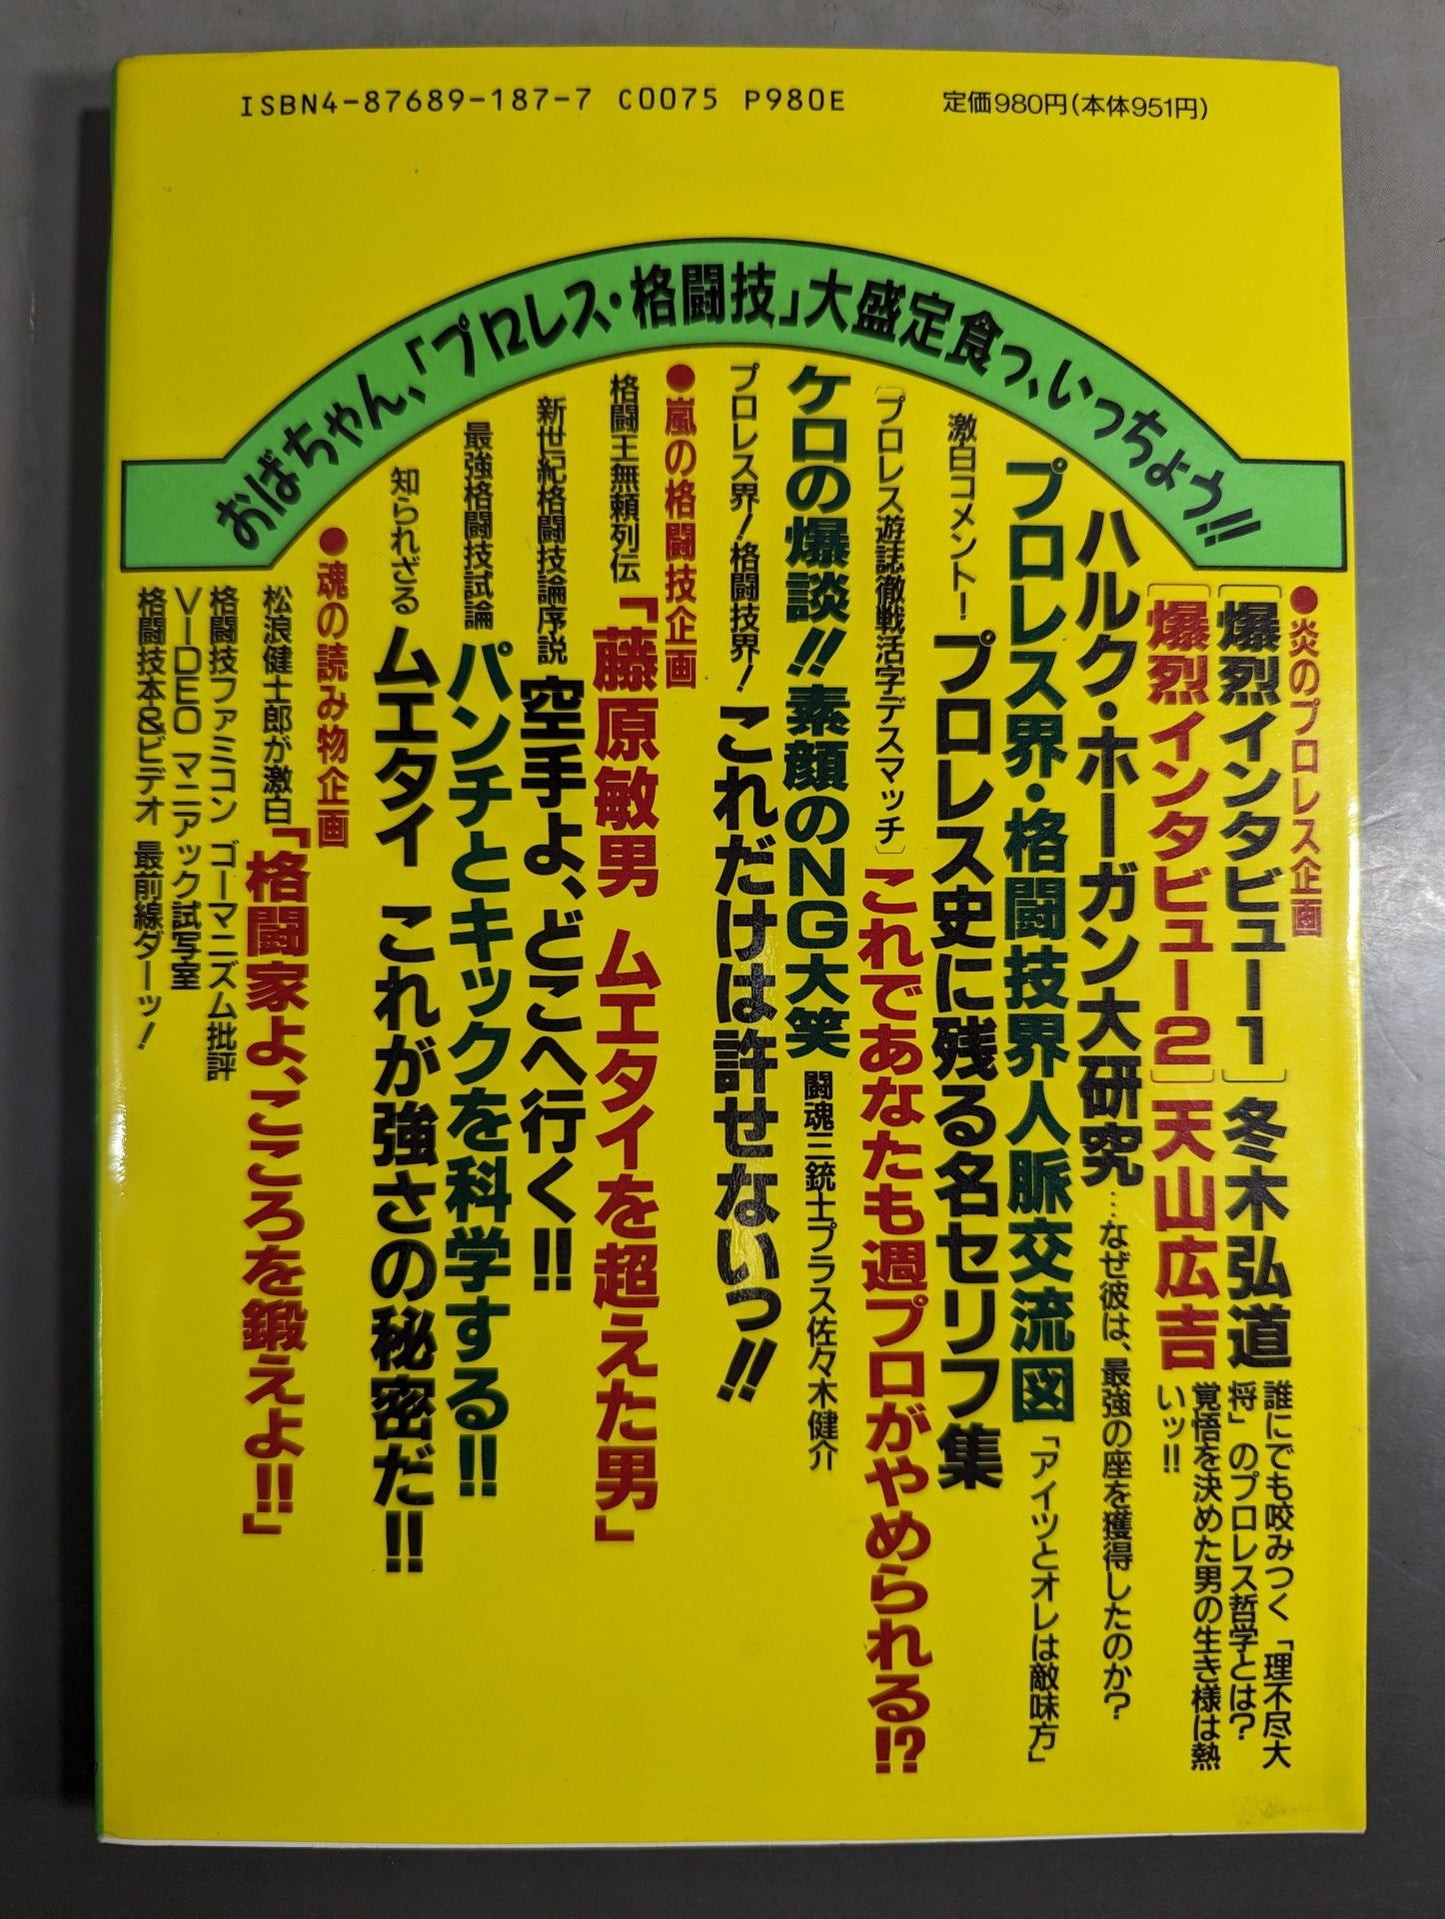 ISBN4-87689-187-7 C0075 P980E
定価980円(本体951円)
おばちゃん、「プロレス・格闘技」大盛定食っ、いっちょう!!
●炎のプロレス企画
[爆烈インタビュー1]冬木弘道
誰にでも咬みつく「理不尽大
将」のプロレス哲学とは?
[爆烈インタビュー2]天山広吉
覚悟を決めた男の生き様は熱
いッ!!
ハルク・ホーガン大研究…なぜ彼は、最強の座を獲得したのか?
プロレス界・格闘技界人脈交流図「アイツとオレは敵味方」
激白コメント!プロレス史に残る名セリフ集
[プロレス遊誌徹戦活字デスマッチ]これであなたも週プロがやめられる!?
ケロの爆談!!素顔のNG大笑 闘魂三銃士プラス佐々木健介
プロレス界!格闘技界!これだけは許せないっ!!
●嵐の格闘技企画
格闘王無頼列伝「藤原敏男 ムエタイを超えた男」
新世紀格闘技論序説 空手よ、どこへ行く!!
最強格闘技試論 パンチとキックを科学する!!
知られざる ムエタイ これが強さの秘密だ!!
●魂の読み物企画
松浪健士郎が激白「格闘家よ、こころを鍛えよ!!」
格闘技ファミコン ゴーマニズム批評
VーDEO マニアック試写室
格闘技本&ビデオ 最前線ダーッ!